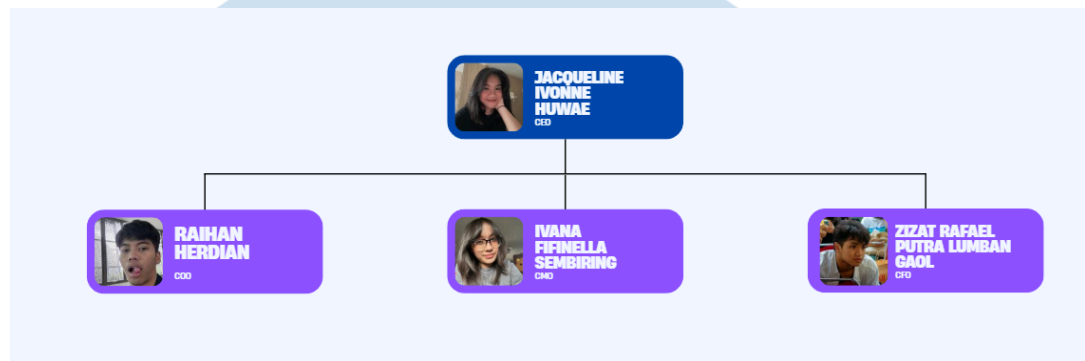 JACQUELINE
IVONNE
HUWAE
CEO
RAIHAN
HERDIAN
COO
IVANA
FIFINELLA
SEMBIRING
CMO
ZIZAT RAFAEL
PUTRA LUMBAN
GAOL
CFO